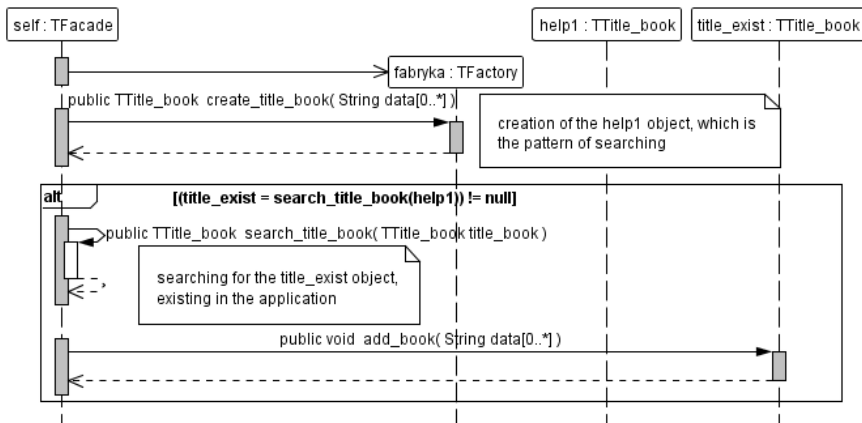 self : TFacade
help1 : TTitle_book
title_exist : TTitle_book
fabryka : TFactory
public TTitle_book create_title_book( String data[0..*] )
creation of the help1 object, which is
the pattern of searching
alt
[(title_exist = search_title_book(help1)) != null]
public TTitle_book search_title_book( TTitle_book title_book )
searching for the title_exist object,
existing in the application
public void add_book( String data[0..*] )